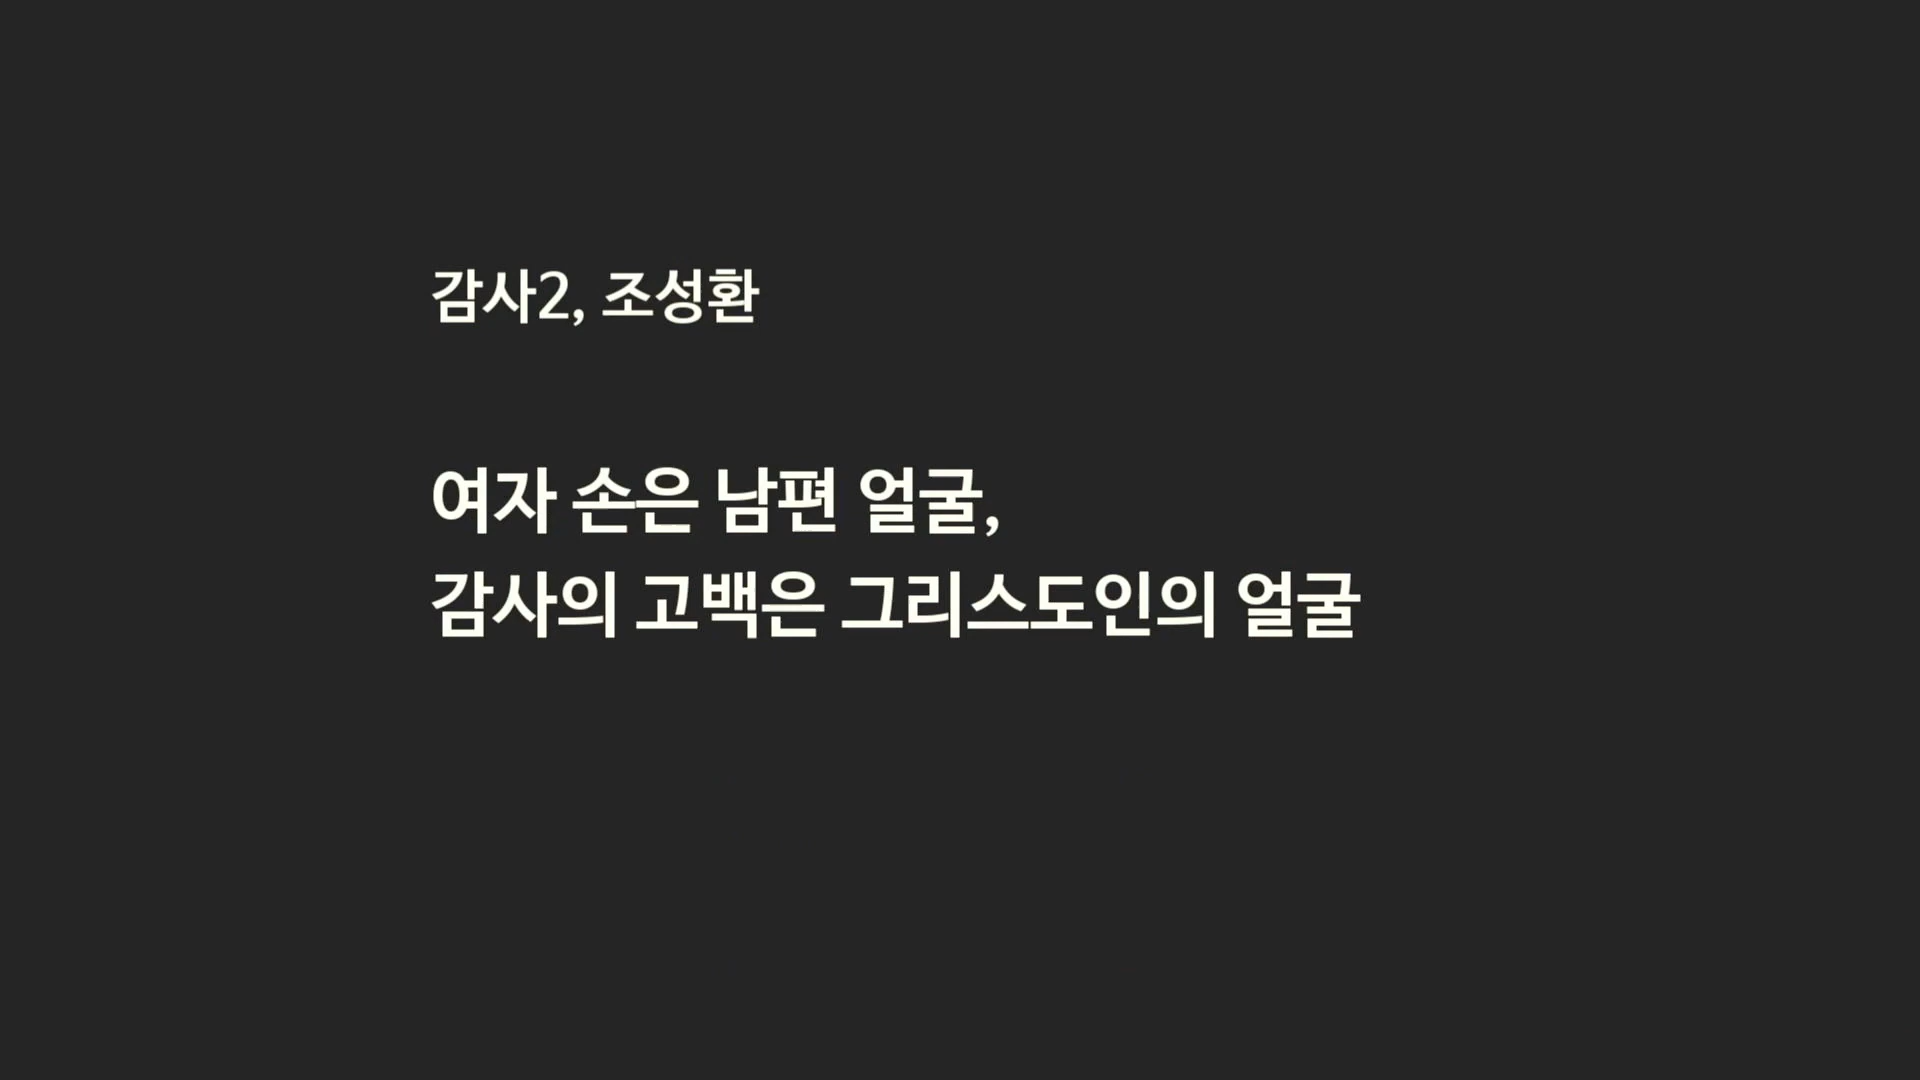 감사2, 조성환
여자 손은 남편 얼굴,
감사의 고백은 그리스도인의 얼굴